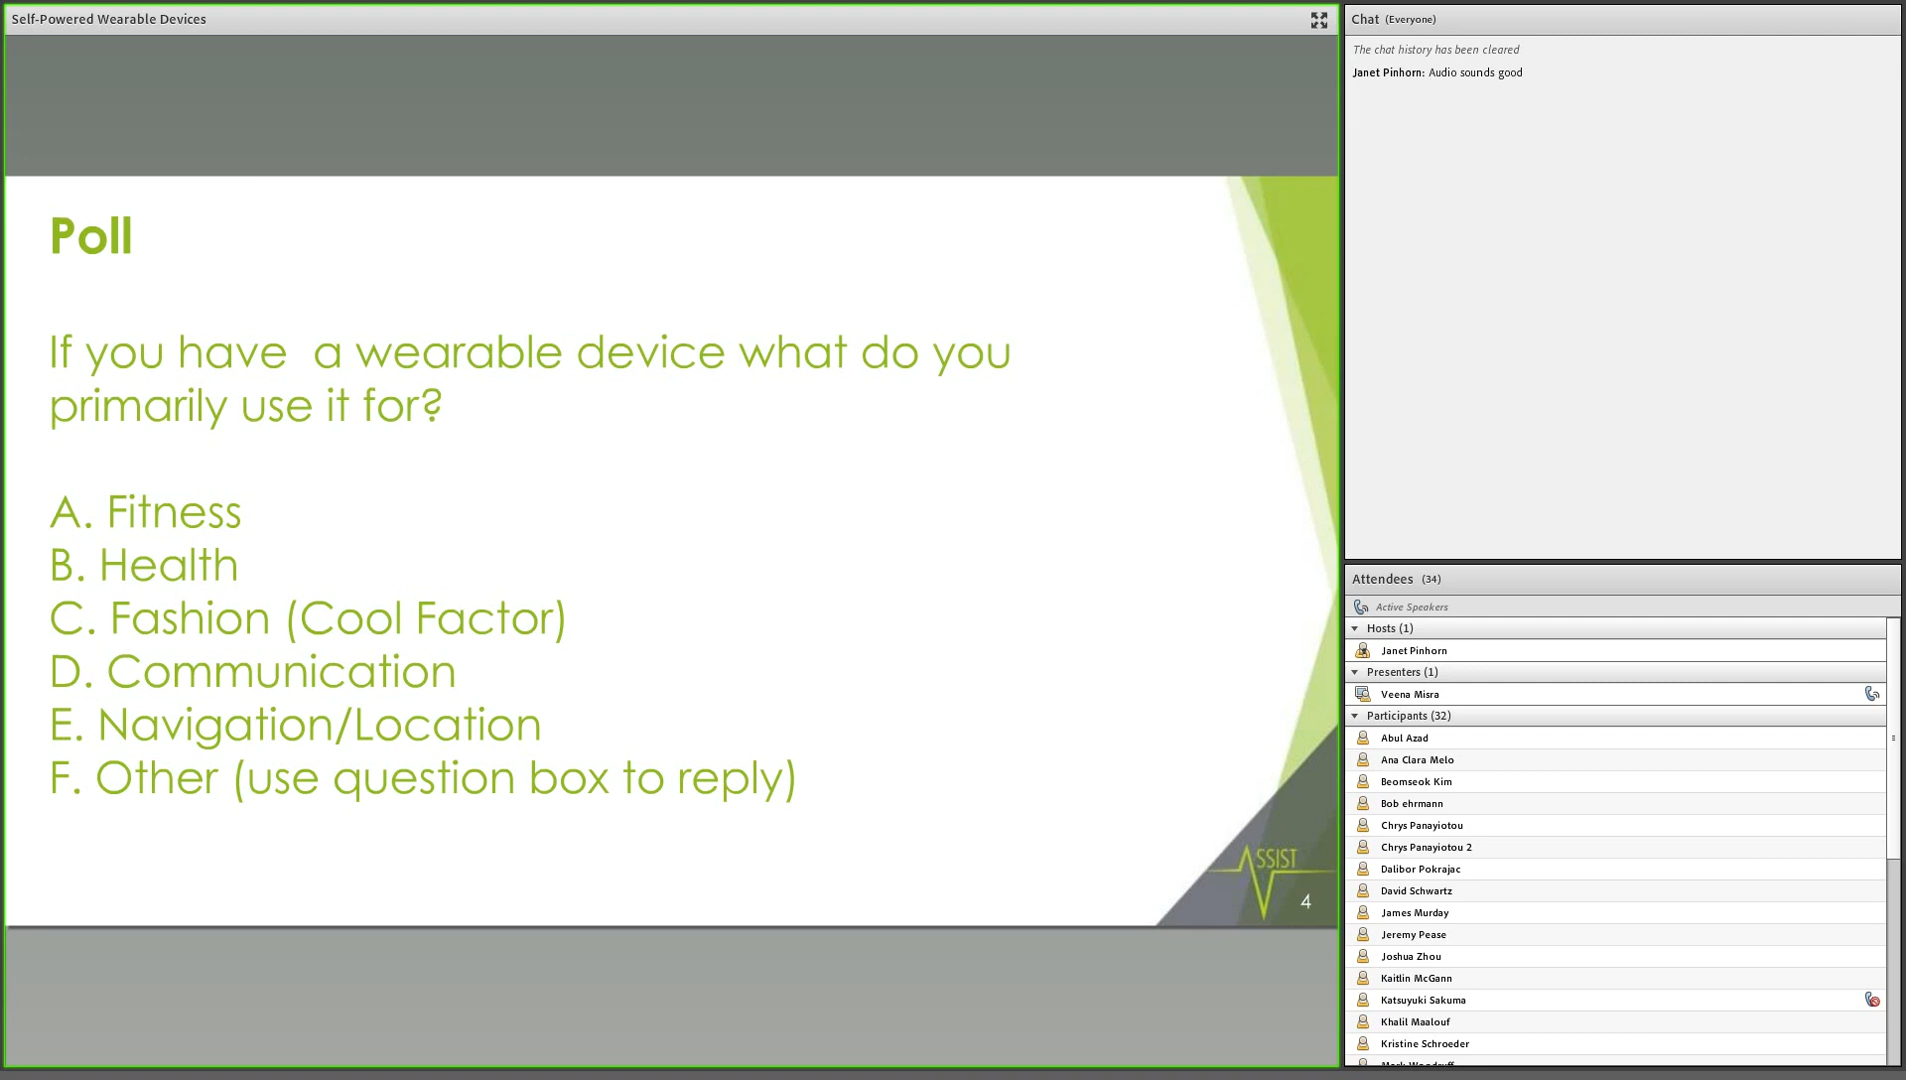 Self-Powered Wearable Devices
Poll
If you have  a wearable device what do you
primarily use it for?
A. Fitness
B. Health
C. Fashion (Cool Factor)
D. Communication
E. Navigation/Location
F. Other (use question box to reply)
SSIST
4
Chat (Everyone)
The chat history has been cleared
Janet Pinhorn: Audio sounds good
Attendees (34)
Active Speakers
Hosts (1)
Janet Pinhorn
Presenters (1)
Veena Misra
Participants (32)
Abul Azad
Ana Clara Melo
Beomseok Kim
Bob ehrmann
Chrys Panayiotou
Chrys Panayiotou 2
Dalibor Pokrajac
David Schwartz
James Murday
Jeremy Pease
Joshua Zhou
Kaitlin McGann
Katsuyuki Sakuma
Khalil Maalouf
Kristine Schroeder